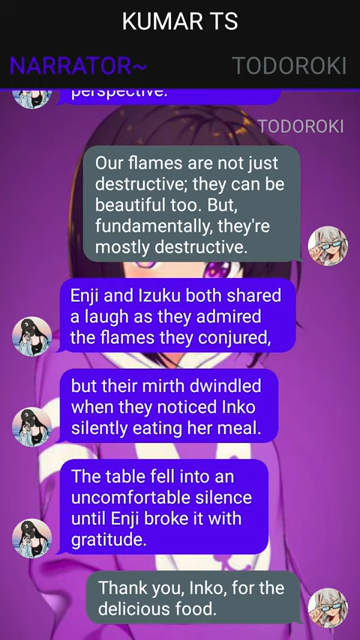 KUMAR TS
NARRATOR~
TODOROKI
perspective.
TODOROKI
Our flames are not just
destructive; they can be
beautiful too. But,
fundamentally, they're
mostly destructive.
Enji and Izuku both shared
a laugh as they admired
the flames they conjured,
but their mirth dwindled
when they noticed Inko
silently eating her meal.
The table fell into an
uncomfortable silence
until Enji broke it with
gratitude.
Thank you, Inko, for the
delicious food.